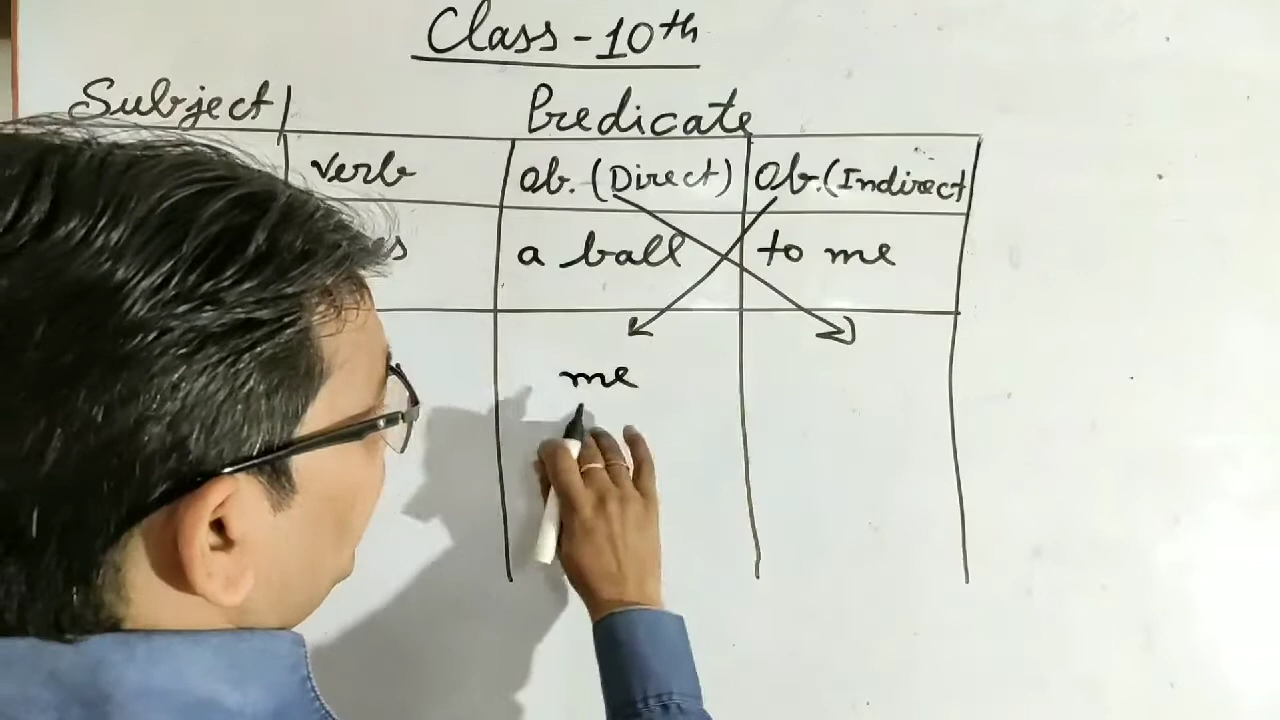 Class - 10th
Subject Predicate
Verb ob. (Direct) ob. (Indirect
a ball to me
me